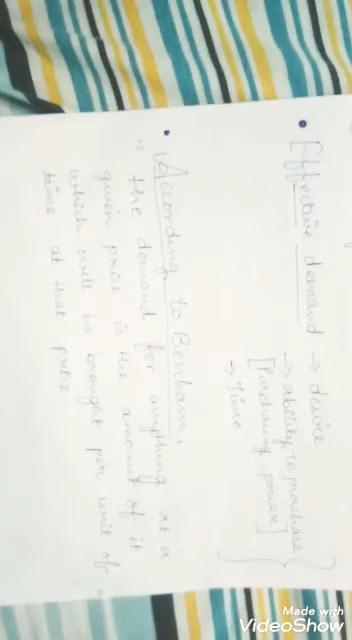 • Effective demand → desire
→ ability to purchase
[Purchasing power]
→ Time
• According to Benham,
" the demand for anything at a
given price is the amount of it
which will be bought per unit of
time at that price.
Made with
VideoShow